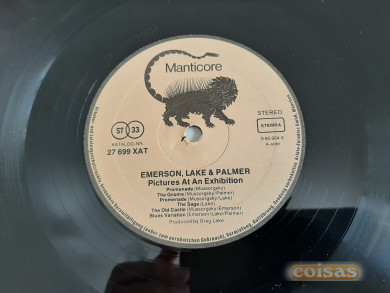 Manticore
ST 33
STEREO
KATALOG-NR.
27 699 XAT
STEMRA
A-side
EMERSON, LAKE & PALMER
Pictures At An Exhibition
Promenade (Mussorgsky)
The Gnome (Mussorgsky/Palmer)
Promenade (Mussorgsky/Lake)
The Sage (Lake)
The Old Castle (Mussorgsky/Emerson)
Blues Variation (Emerson/Lake/Palmer)
Produced by Greg Lake
coisas